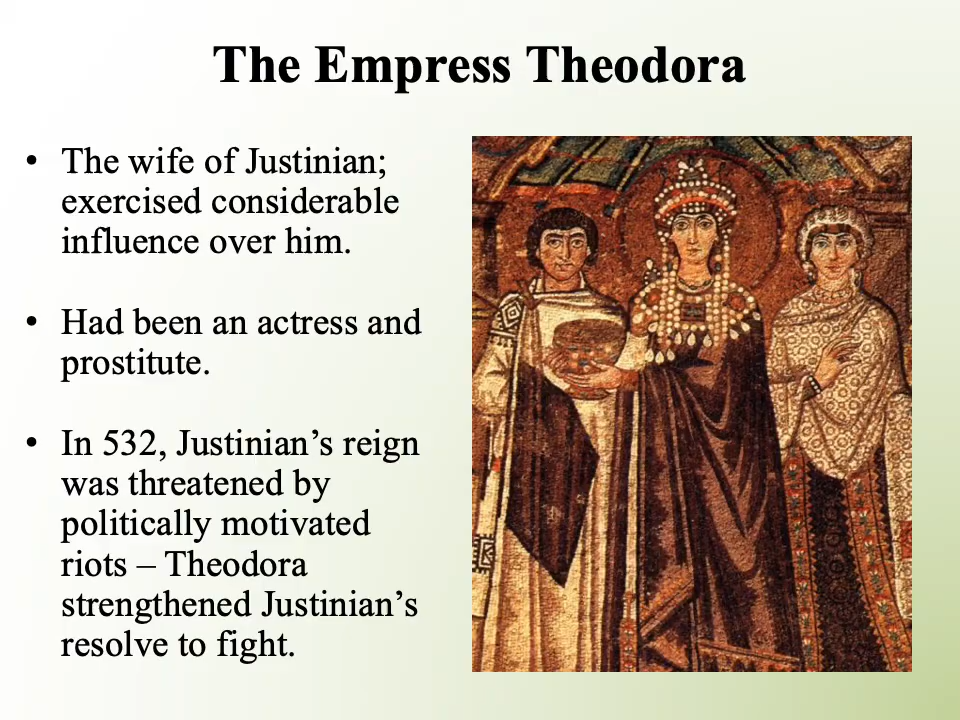 The Empress Theodora
• The wife of Justinian;
exercised considerable
influence over him.
• Had been an actress and
prostitute.
• In 532, Justinian’s reign
was threatened by
politically motivated
riots – Theodora
strengthened Justinian’s
resolve to fight.